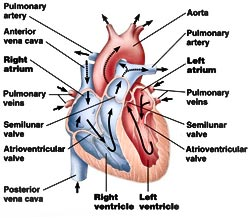 Pulmonary
artery
Anterior
vena cava
Right
atrium
Pulmonary
veins
Semilunar
valve
Atrioventricular
valve
Posterior
vena cava
Right
ventricle
Left
ventricle
Aorta
Pulmonary
artery
Left
atrium
Pulmonary
veins
Semilunar
valve
Atrioventricular
valve